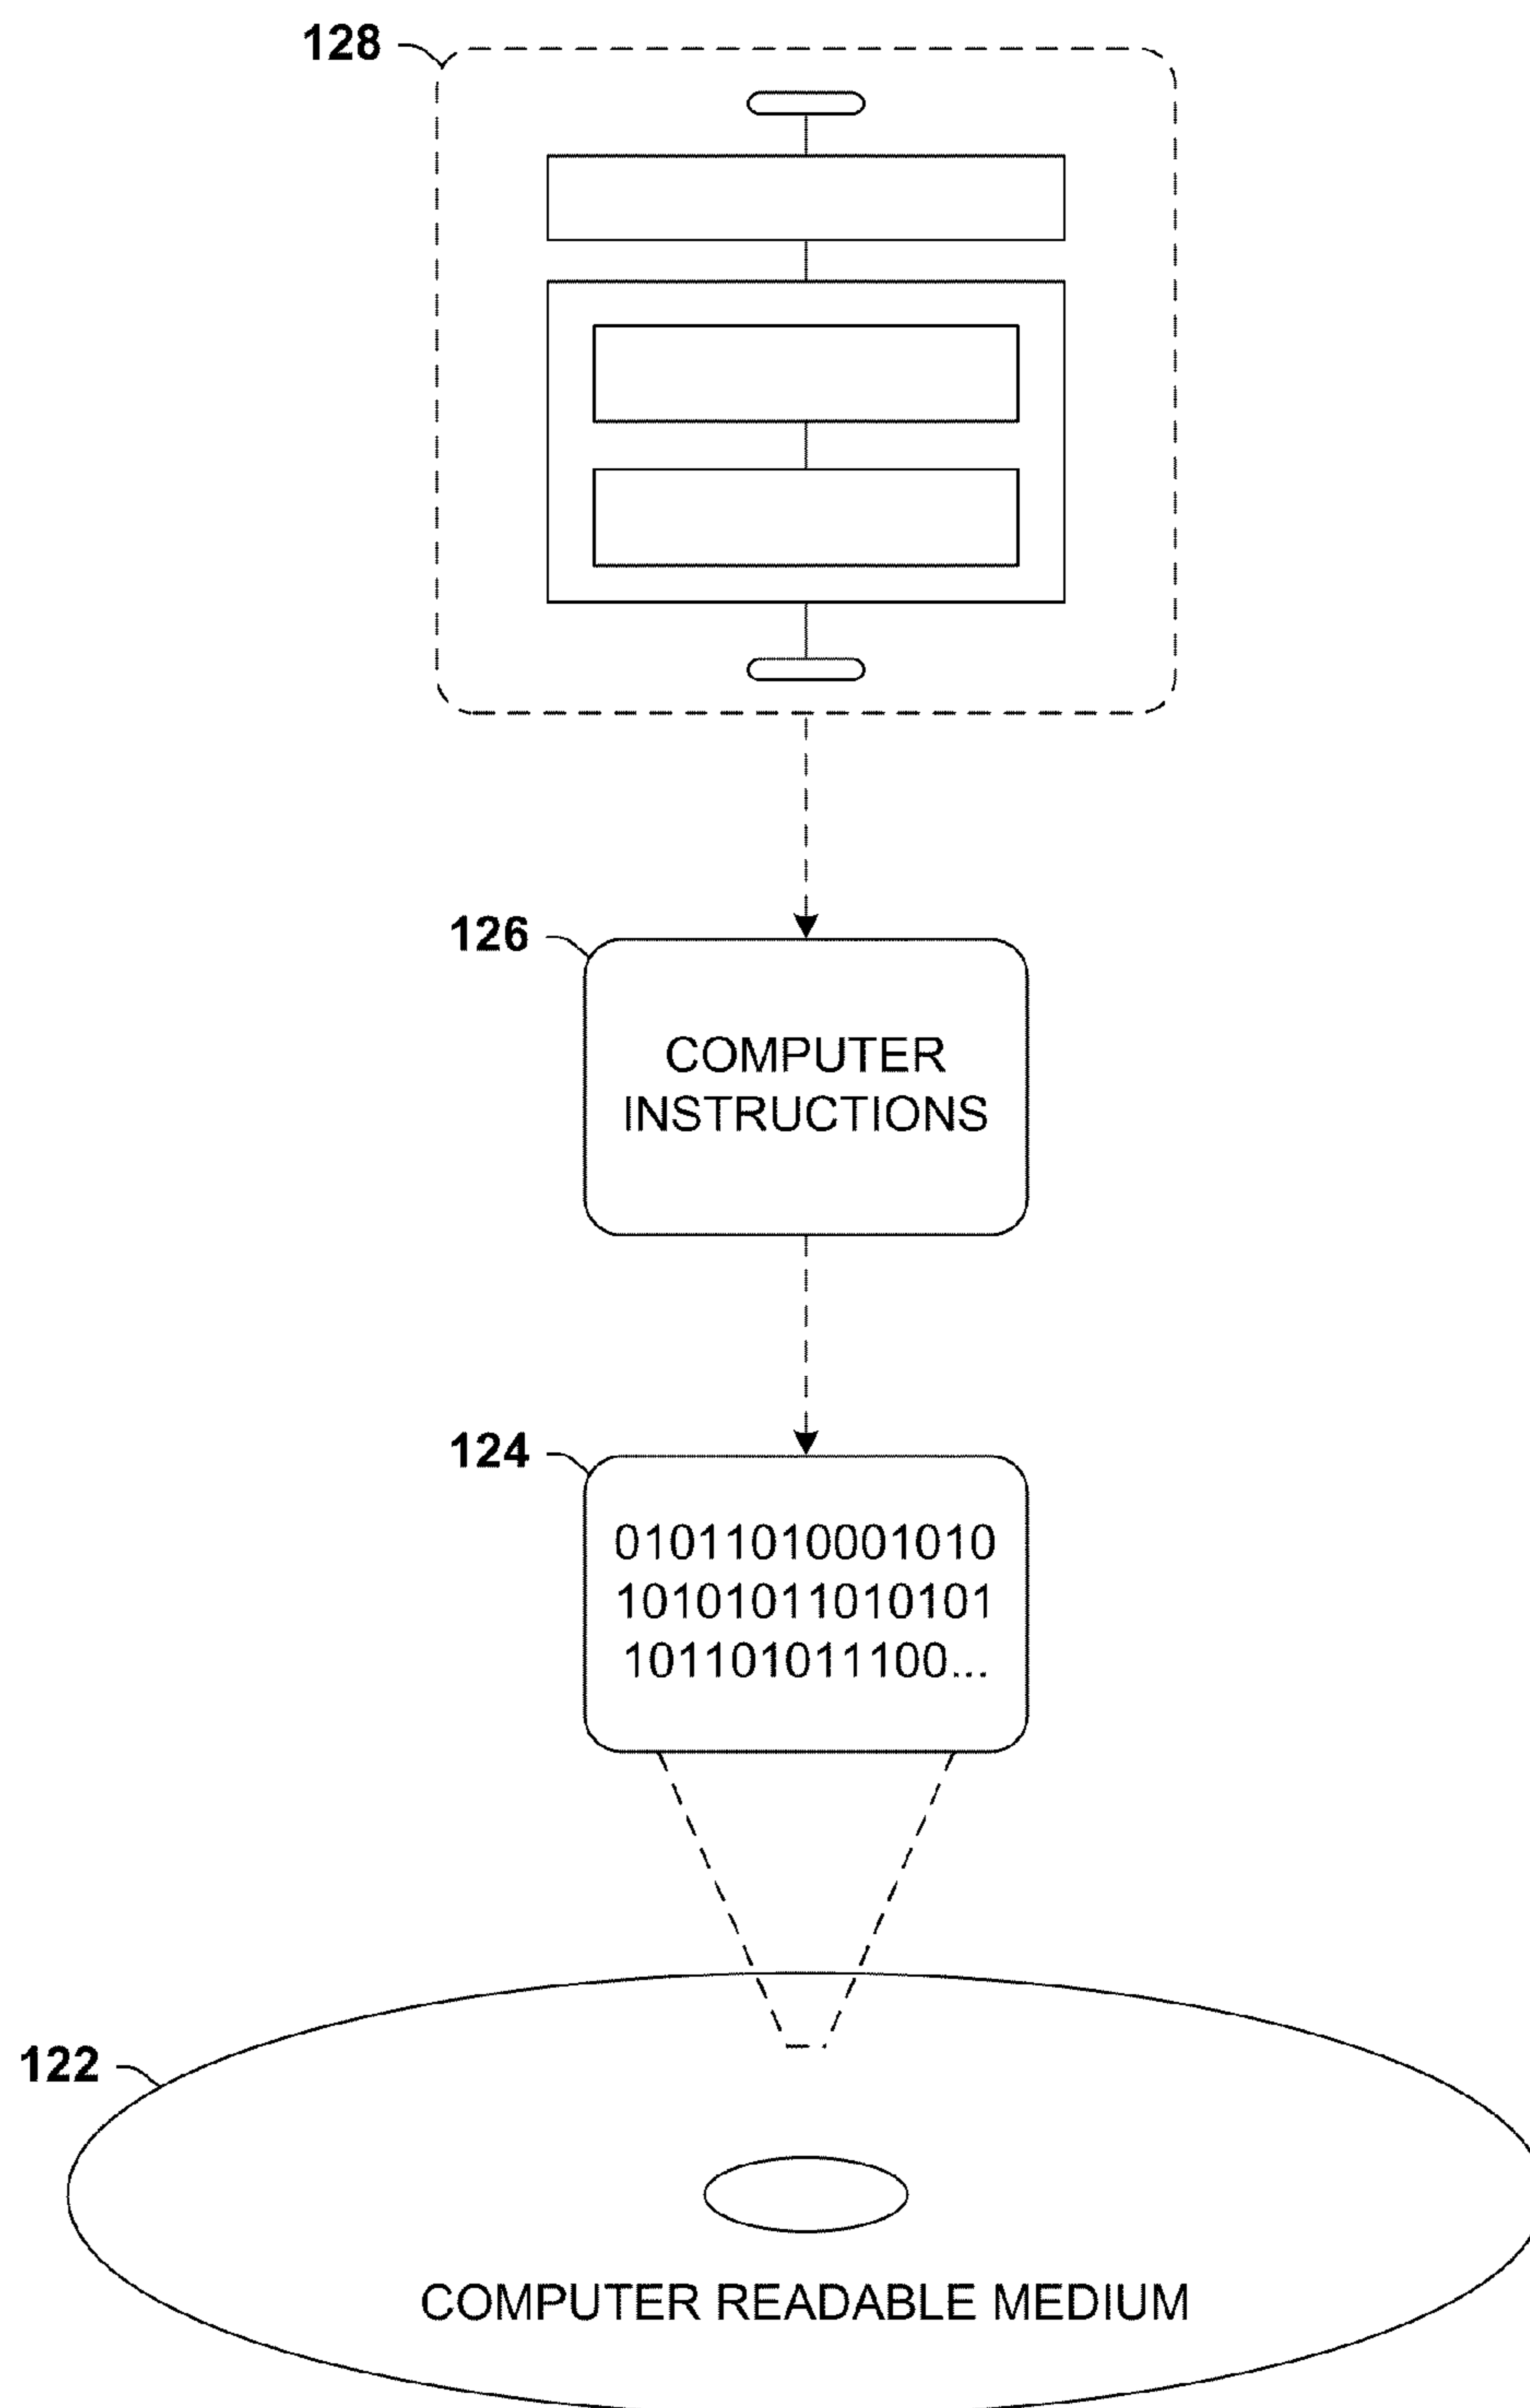 128
126
COMPUTER
INSTRUCTIONS
124
01011010001010
10101011010101
101101011100...
122
COMPUTER READABLE MEDIUM